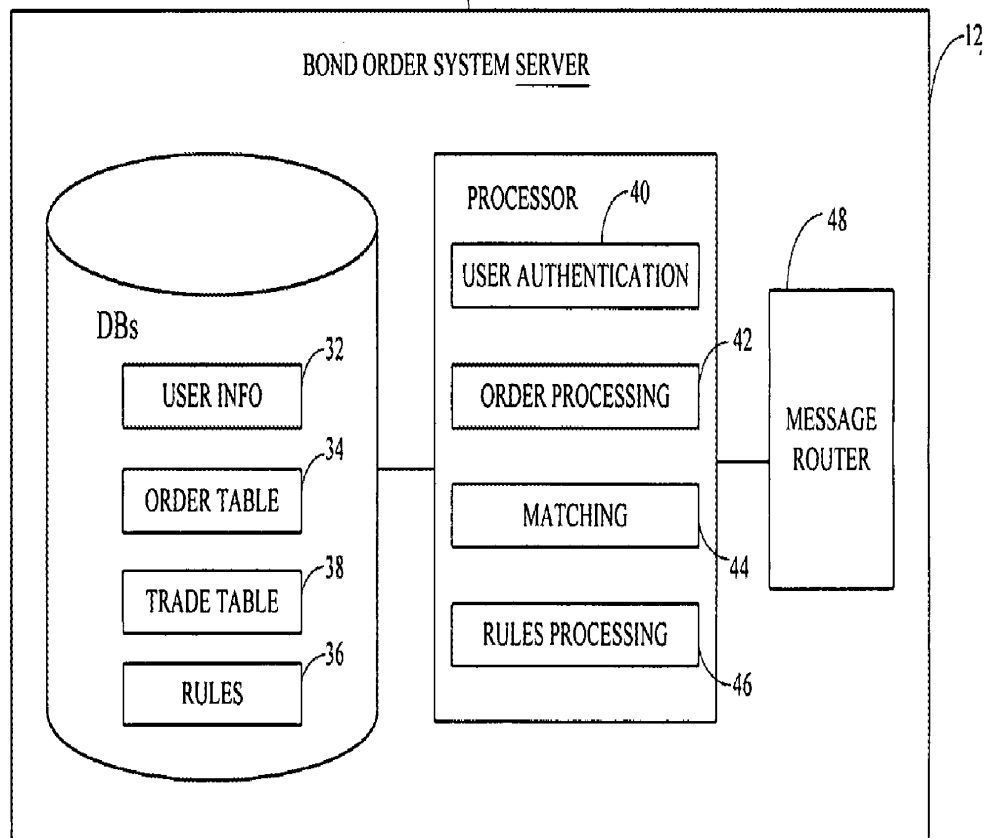 12
BOND ORDER SYSTEM SERVER
PROCESSOR
40
USER AUTHENTICATION
48
DBs
32
USER INFO
42
ORDER PROCESSING
MESSAGE
ROUTER
34
ORDER TABLE
MATCHING
44
38
TRADE TABLE
RULES PROCESSING
46
36
RULES